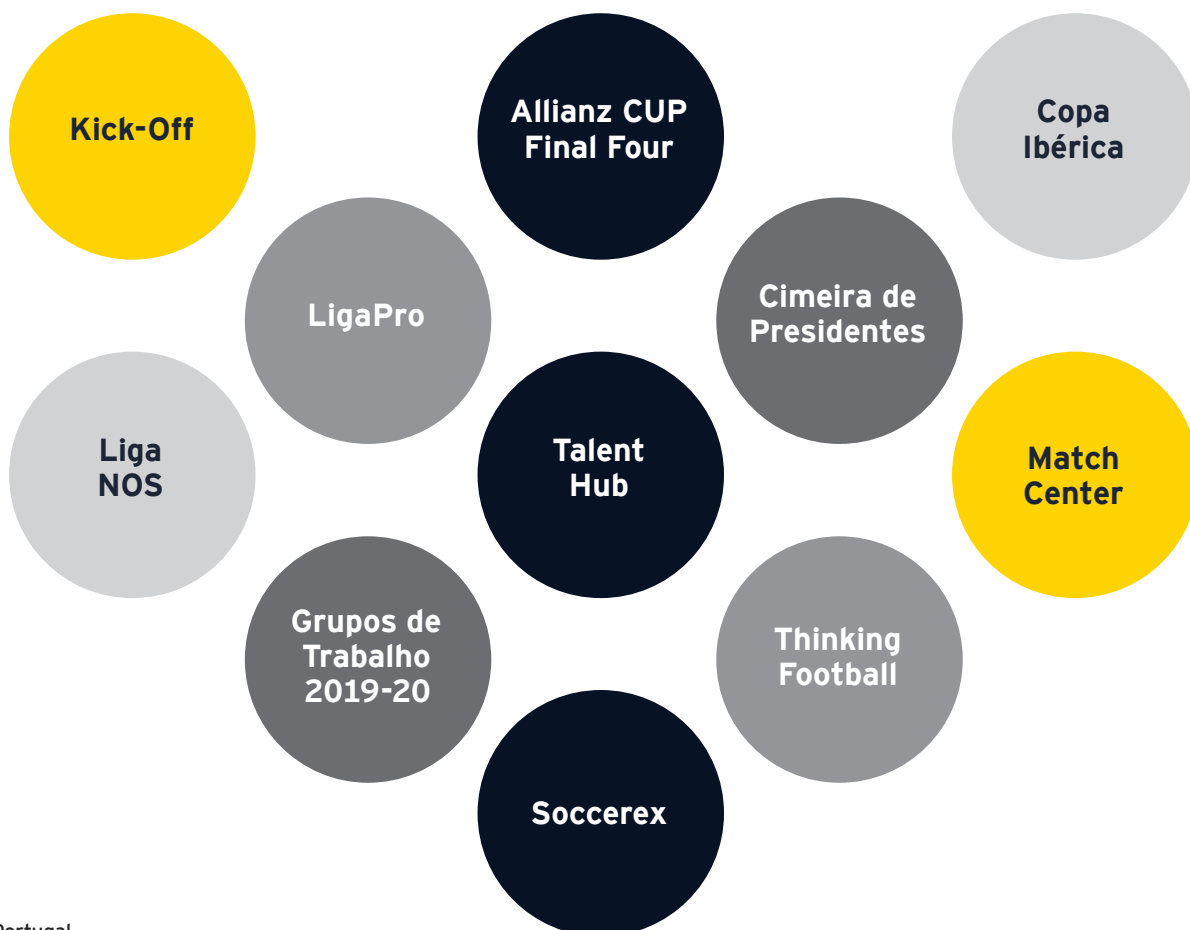 Kick-Off
Allianz CUP
Final Four
Copa
Ibérica
LigaPro
Cimeira de
Presidentes
Liga
NOS
Talent
Hub
Match
Center
Grupos de
Trabalho
2019-20
Thinking
Football
Soccerex
Portugal